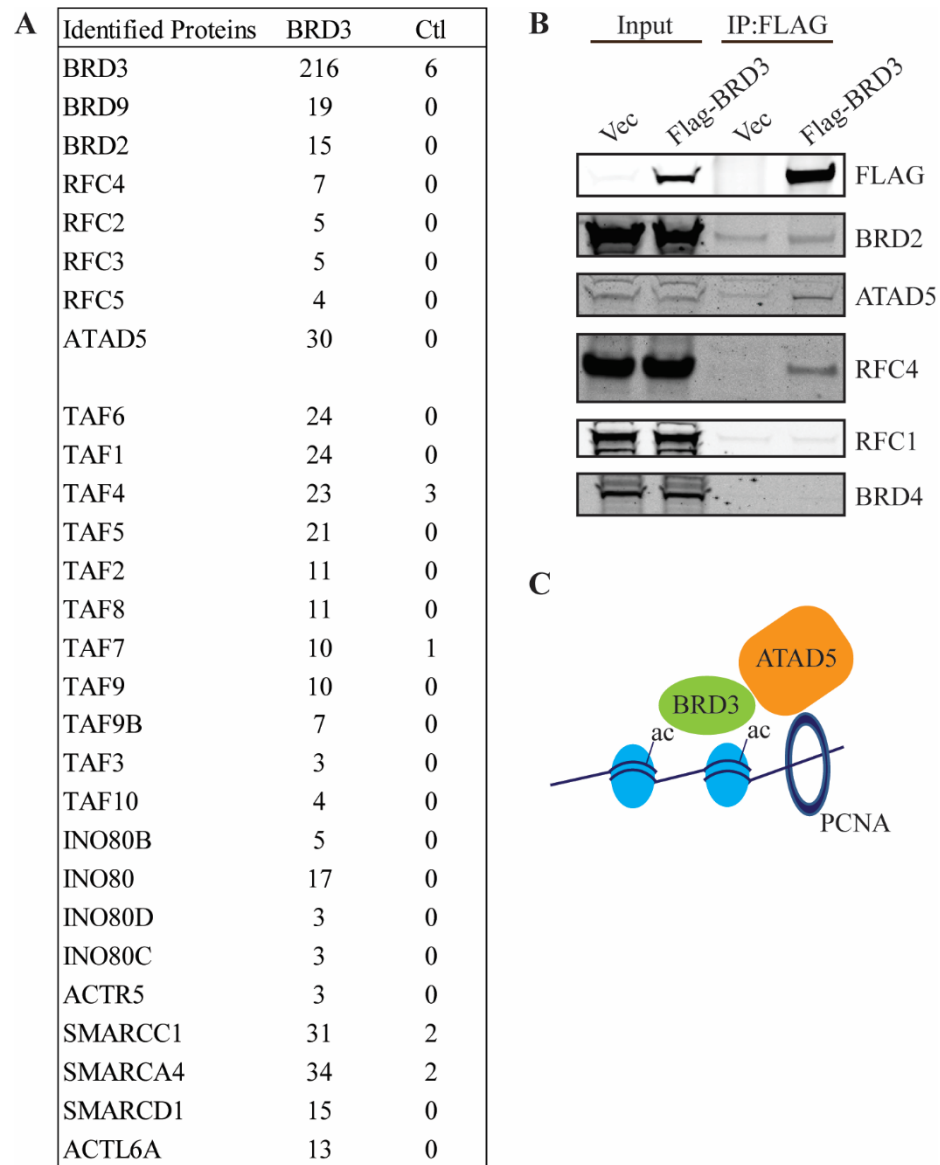 A
Identified Proteins BRD3 Ctl
BRD3 216 6
BRD9 19 0
BRD2 15 0
RFC4 7 0
RFC2 5 0
RFC3 5 0
RFC5 4 0
ATAD5 30 0
TAF6 24 0
TAF1 24 0
TAF4 23 3
TAF5 21 0
TAF2 11 0
TAF8 11 0
TAF7 10 1
TAF9 10 0
TAF9B 7 0
TAF3 3 0
TAF10 4 0
INO80B 5 0
INO80 17 0
INO80D 3 0
INO80C 3 0
ACTR5 3 0
SMARCC1 31 2
SMARCA4 34 2
SMARCD1 15 0
ACTL6A 13 0
B
Input IP:FLAG
Vec Flag-BRD3 Vec Flag-BRD3
FLAG
BRD2
ATAD5
RFC4
RFC1
BRD4
C
ATAD5
BRD3
ac ac
PCNA